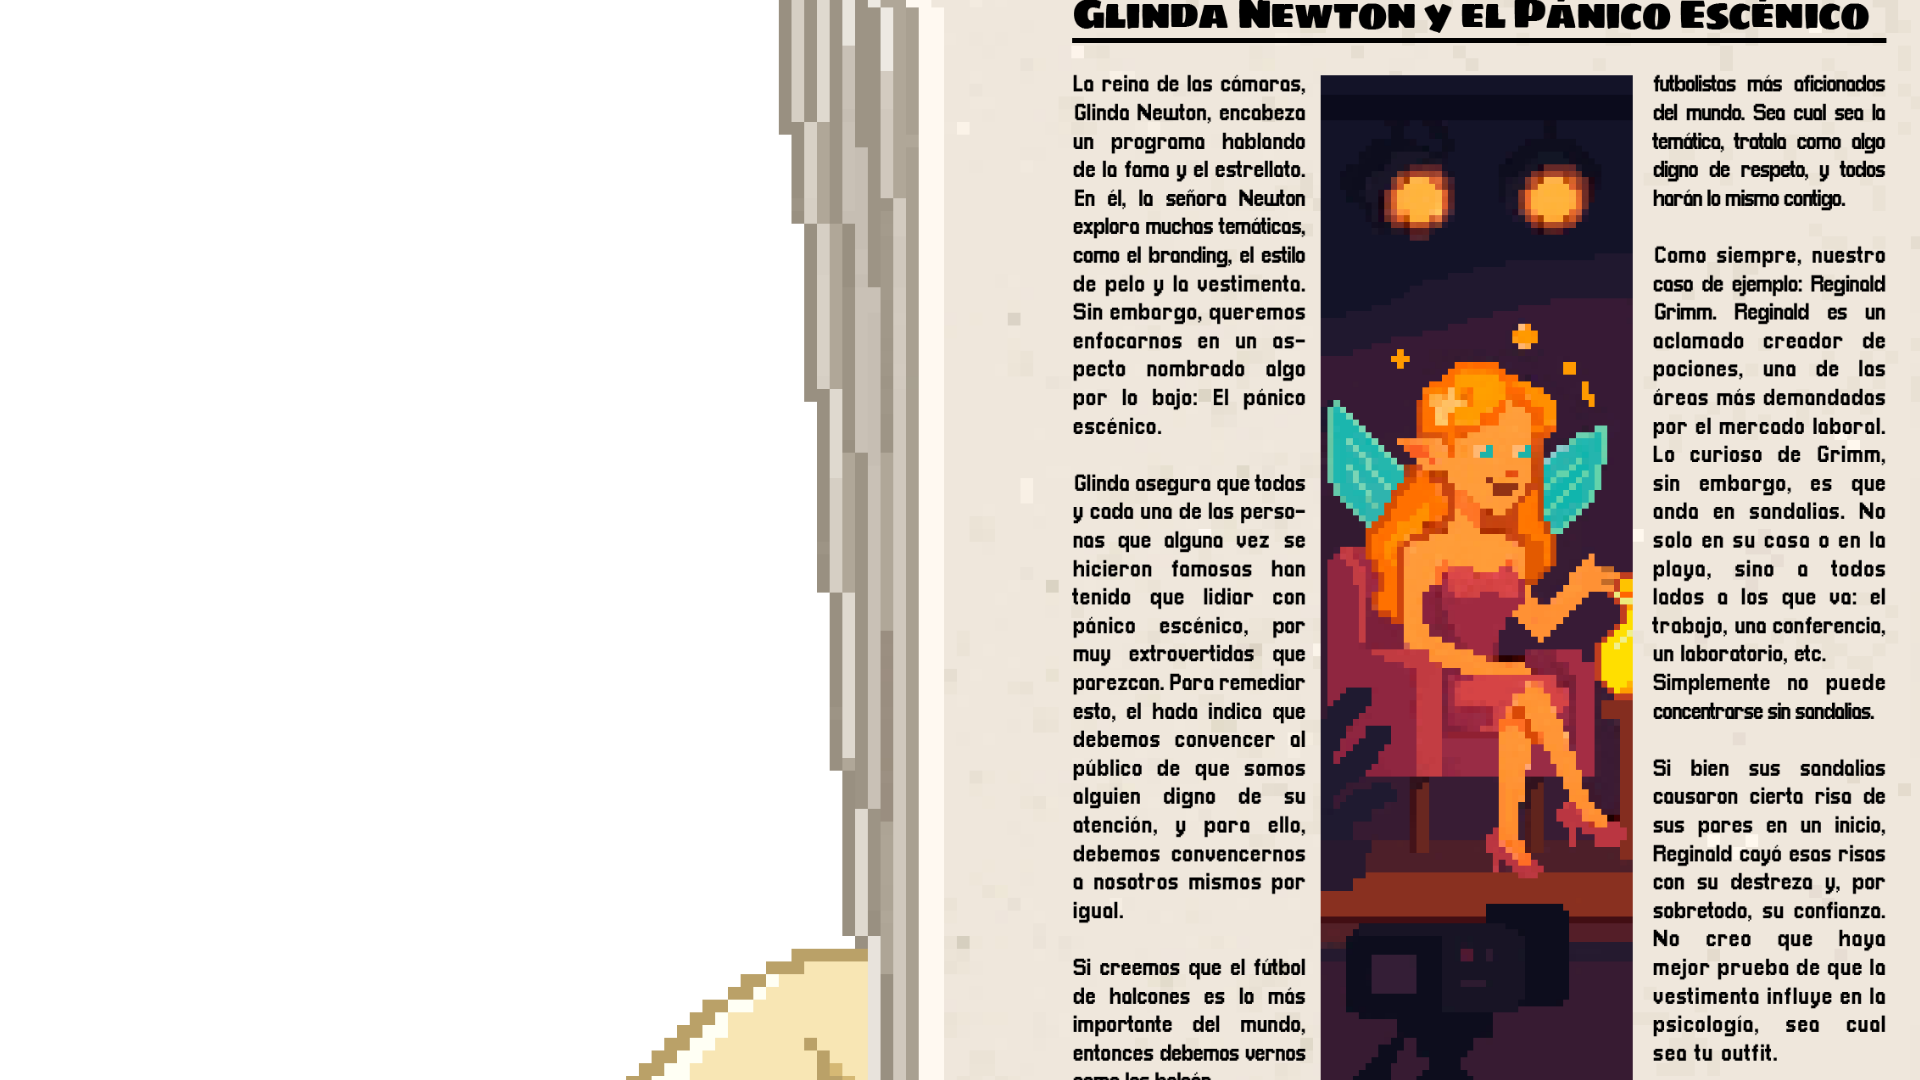 Glinda Newton y el Pánico Escénico
La reina de las cámaras,
Glinda Newton, encabeza
un programa hablando
de la fama y el estrellato.
En él, la señora Newton
explora muchas temáticas,
como el branding, el estilo
de pelo y la vestimenta.
Sin embargo, queremos
enfocarnos en un as-
pecto nombrado algo
por lo bajo: El pánico
escénico.
Glinda asegura que todas
y cada una de las perso-
nas que alguna vez se
hicieron famosas han
tenido que lidiar con
pánico escénico, por
muy extrovertidas que
parezcan. Para remediar
esto, el hada indica que
debemos convencer al
público de que somos
alguien digno de su
atención, y para ello,
debemos convencernos
a nosotros mismos por
igual.
Si creemos que el fútbol
de halcones es lo más
importante del mundo,
entonces debemos vernos
como los halcón
futbolistas más aficionados
del mundo. Sea cual sea la
temática, tratala como algo
digno de respeto, y todos
harán lo mismo contigo.
Como siempre, nuestro
caso de ejemplo: Reginald
Grimm. Reginald es un
aclamado creador de
pociones, una de las
áreas más demandadas
por el mercado laboral.
Lo curioso de Grimm,
sin embargo, es que
anda en sandalias. No
solo en su casa o en la
playa, sino a todos
lados a los que va: el
trabajo, una conferencia,
un laboratorio, etc.
Simplemente no puede
concentrarse sin sandalias.
Si bien sus sandalias
causaron cierta risa de
sus pares en un inicio,
Reginald cayó esas risas
con su destreza y, por
sobretodo, su confianza.
No creo que haya
mejor prueba de que la
vestimenta influye en la
psicología, sea cual
sea tu outfit.